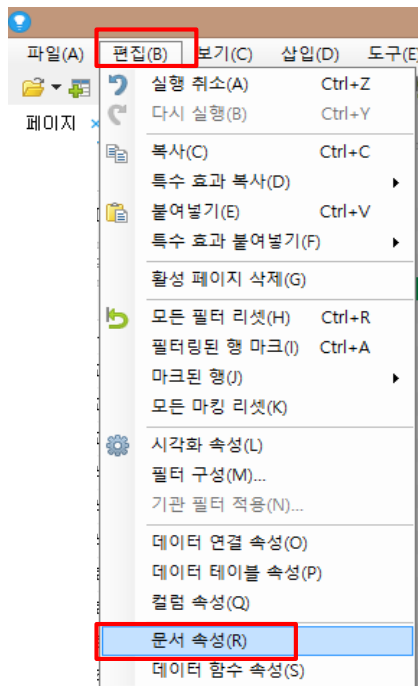 파일(A) 편집(B) 보기(C) 삽입(D) 도구(E
페이지
실행 취소(A) Ctrl+Z
다시 실행(B) Ctrl+Y
복사(C) Ctrl+C
특수 효과 복사(D)
붙여넣기(E) Ctrl+V
특수 효과 붙여넣기(F)
활성 페이지 삭제(G)
모든 필터 리셋(H) Ctrl+R
필터링된 행 마크(I) Ctrl+A
마크된 행(J)
모든 마킹 리셋(K)
시각화 속성(L)
필터 구성(M)...
기관 필터 적용(N)...
데이터 연결 속성(O)
데이터 테이블 속성(P)
컬럼 속성(Q)
문서 속성(R)
데이터 함수 속성(S)